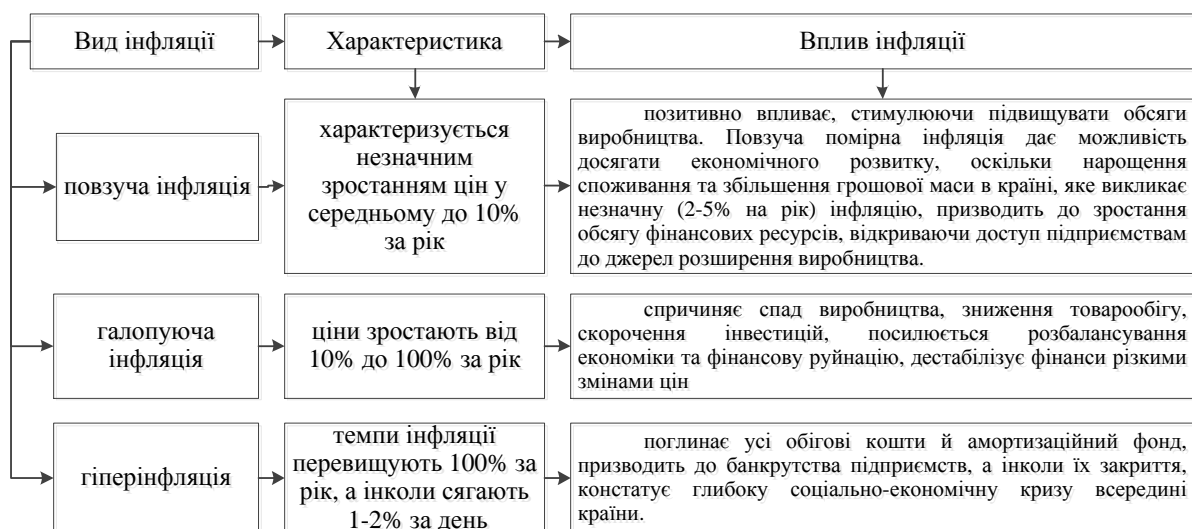 Вид інфляції
Характеристика
Вплив інфляції
повзуча інфляція
характеризується
незначним
зростанням цін у
середньому до 10%
за рік
позитивно впливає, стимулюючи підвищувати обсяги
виробництва. Повзуча помірна інфляція дає можливість
досягати економічного розвитку, оскільки нарощення
споживання та збільшення грошової маси в країні, яке викликає
незначну (2-5% на рік) інфляцію, призводить до зростання
обсягу фінансових ресурсів, відкриваючи доступ підприємствам
до джерел розширення виробництва.
галопуюча
інфляція
ціни зростають від
10% до 100% за рік
спричиняє спад виробництва, зниження товарообігу,
скорочення інвестицій, посилюється розбалансування
економіки та фінансову руйнацію, дестабілізує фінанси різкими
змінами цін
гіперінфляція
темпи інфляції
перевищують 100% за
рік, а інколи сягають
1-2% за день
поглинає усі обігові кошти й амортизаційний фонд,
призводить до банкрутства підприємств, а інколи їх закриття,
констатує глибоку соціально-економічну кризу всередині
країни.